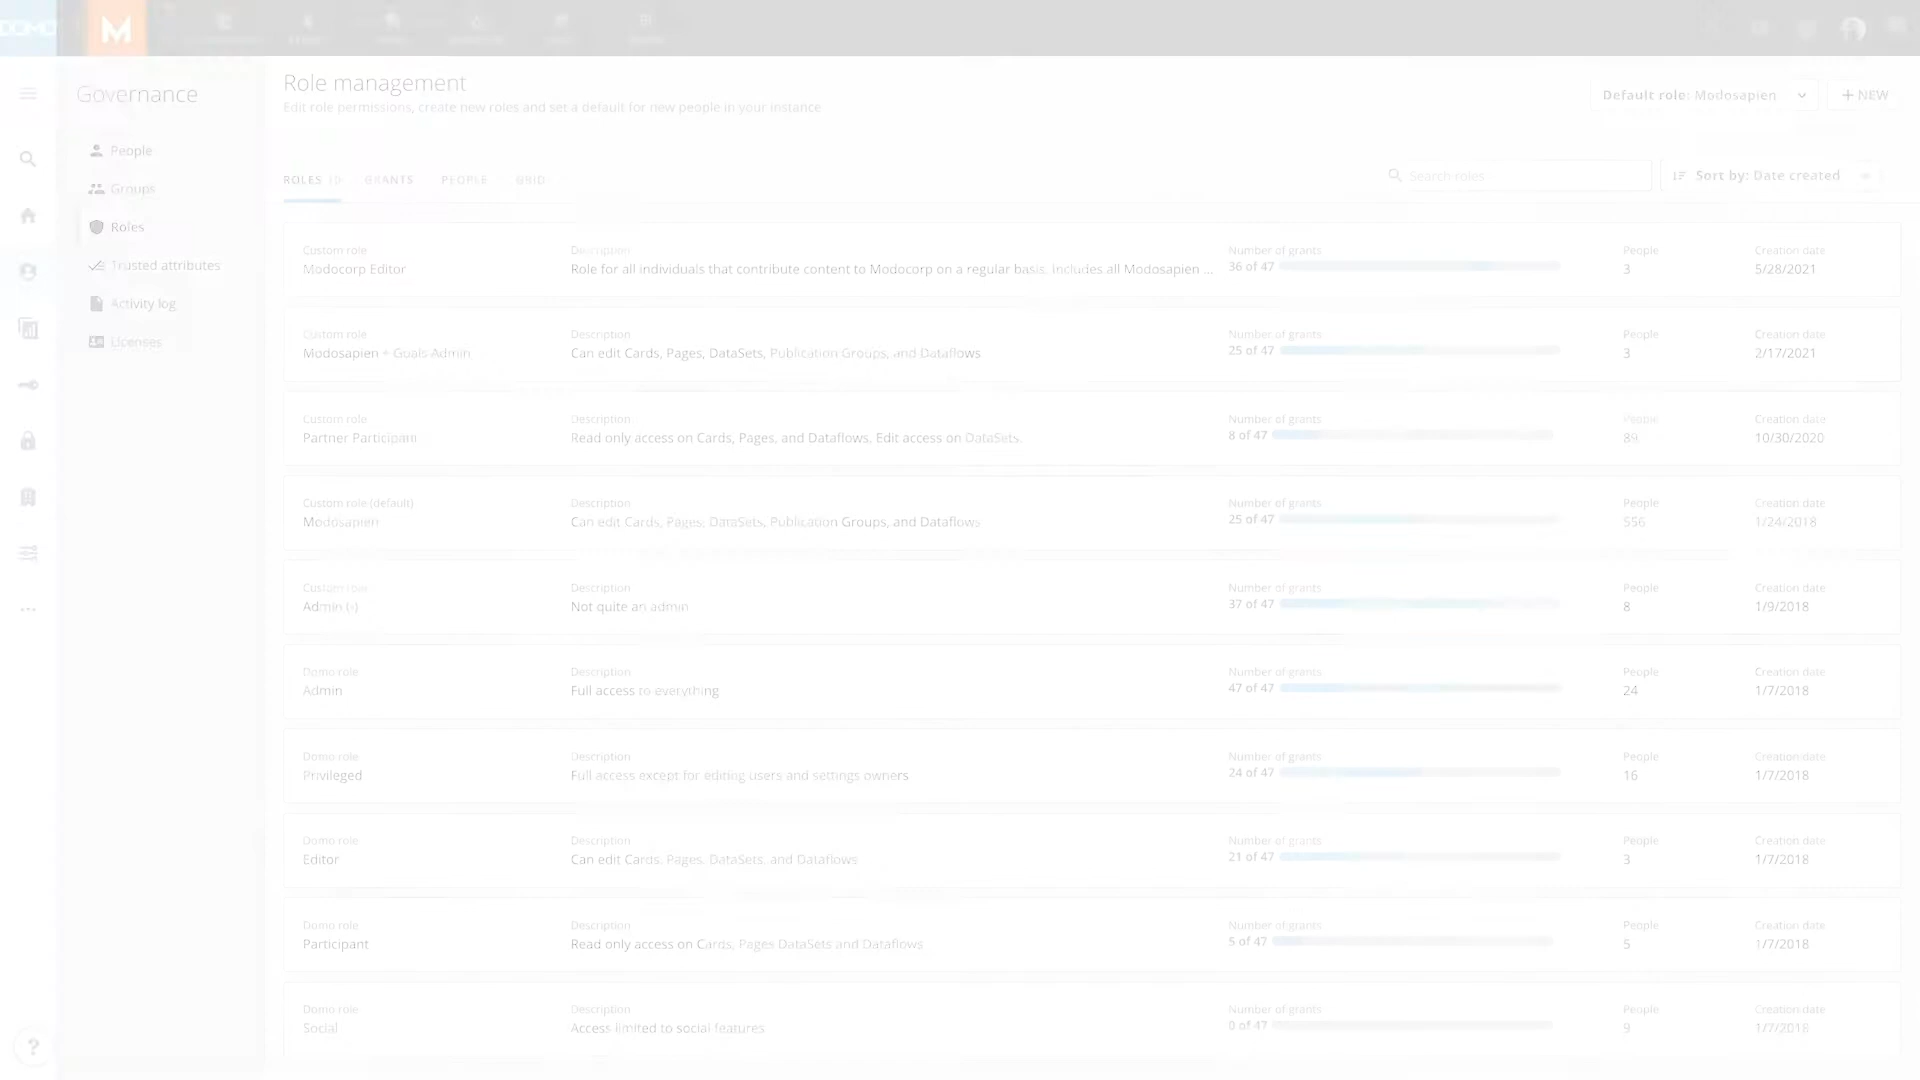 DOMO
M
Governance
People
Groups
Roles
Trusted attributes
Activity log
Licenses
Role management
Edit role permissions, create new roles and set a default for new people in your instance
Default role: Modosapien
+ NEW
ROLES
GRANTS
PEOPLE
GRID
Search roles
Sort by: Date created
Custom role Description Number of grants People Creation date
Modocorp Editor Role for all individuals that contribute content to Modocorp on a regular basis. Includes all Modosapien ... 36 of 47 3 5/28/2021
Custom role Description Number of grants People Creation date
Modosapien + Goals Admin Can edit Cards, Pages, DataSets, Publication Groups, and Dataflows 25 of 47 3 2/17/2021
Custom role Description Number of grants People Creation date
Partner Participant Read only access on Cards, Pages, and Dataflows. Edit access on DataSets. 8 of 47 89 10/30/2020
Custom role (default) Description Number of grants People Creation date
Modosapien Can edit Cards, Pages, DataSets, Publication Groups, and Dataflows 25 of 47 556 1/24/2018
Custom role Description Number of grants People Creation date
Admin (-) Not quite an admin 37 of 47 8 1/9/2018
Domo role Description Number of grants People Creation date
Admin Full access to everything 47 of 47 24 1/7/2018
Domo role Description Number of grants People Creation date
Privileged Full access except for editing users and settings owners 24 of 47 16 1/7/2018
Domo role Description Number of grants People Creation date
Editor Can edit Cards, Pages, DataSets, and Dataflows 21 of 47 3 1/7/2018
Domo role Description Number of grants People Creation date
Participant Read only access on Cards, Pages DataSets and Dataflows 5 of 47 5 1/7/2018
Domo role Description Number of grants People Creation date
Social Access limited to social features 0 of 47 9 1/7/2018
?